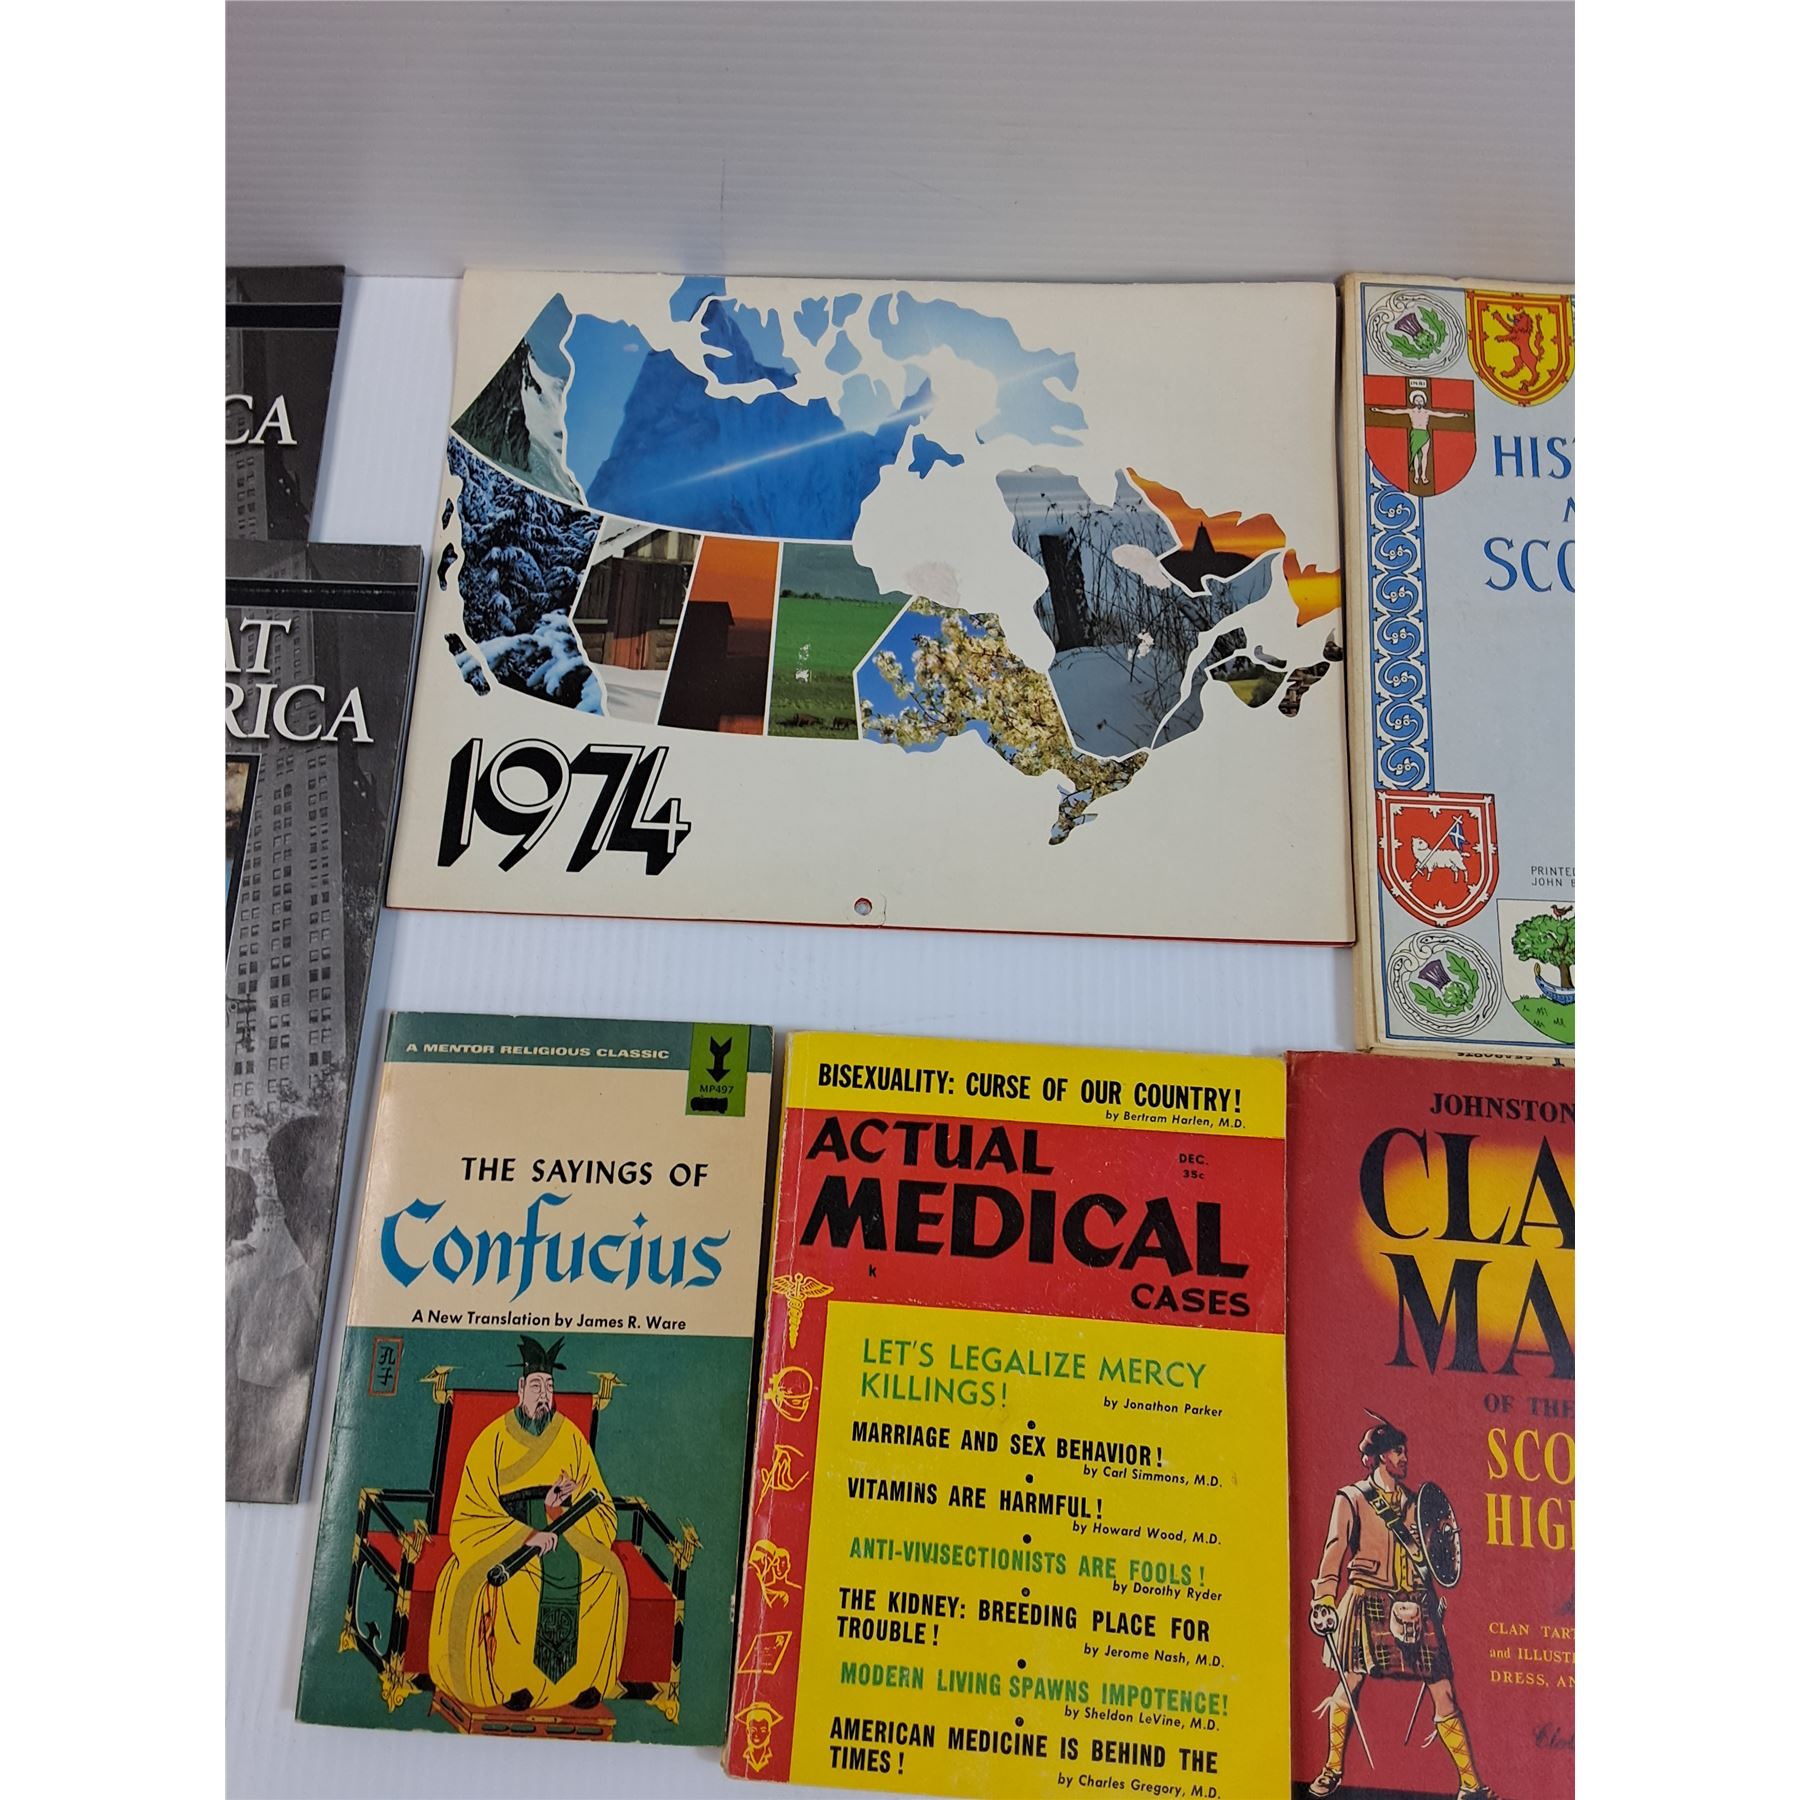 CA
AT
RICA
1974
INRI
HIS
SCO
PRINTED
JOHN B
A MENTOR RELIGIOUS CLASSIC
MP497
THE SAYINGS OF
Confucius
A New Translation by James R. Ware
孔子
BISEXUALITY: CURSE OF OUR COUNTRY!
by Bertram Harlen, M.D.
ACTUAL
MEDICAL
CASES
DEC.
35c
K
LET'S LEGALIZE MERCY
KILLINGS!
by Jonathon Parker
MARRIAGE AND SEX BEHAVIOR!
by Carl Simmons, M.D.
VITAMINS ARE HARMFUL!
by Howard Wood, M.D.
ANTI-VIVISECTIONISTS ARE FOOLS!
by Dorothy Ryder
THE KIDNEY: BREEDING PLACE FOR
TROUBLE!
by Jerome Nash, M.D.
MODERN LIVING SPAWNS IMPOTENCE!
by Sheldon LeVine, M.D.
AMERICAN MEDICINE IS BEHIND THE
TIMES!
by Charles Gregory, M.D.
JOHNSTON
CLA
MA
OF THE
SCO
HIG
CLAN TART
and ILLUST
DRESS, AN